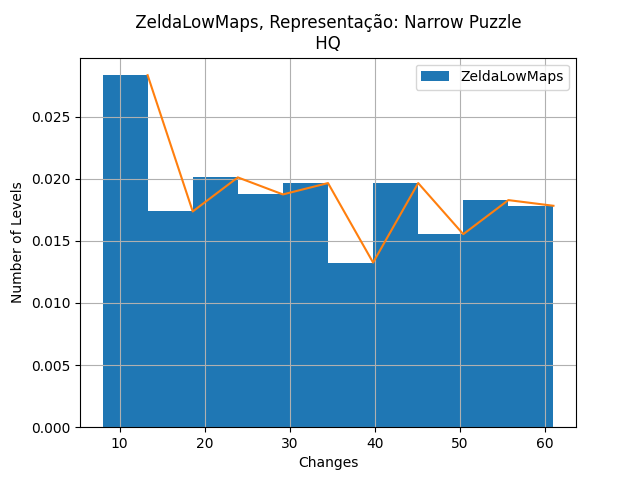 ZeldaLowMaps, Representação: Narrow Puzzle
HQ
ZeldaLowMaps
Number of Levels
0.025
0.020
0.015
0.010
0.005
0.000
10 20 30 40 50 60
Changes